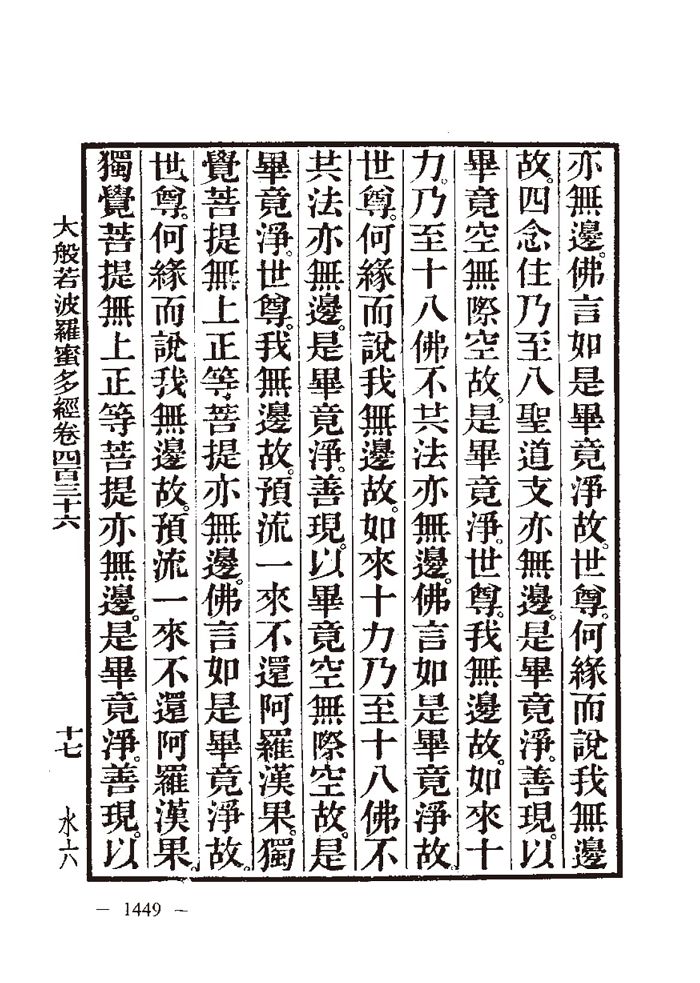 亦無邊。佛言如是畢竟淨故。世尊。何緣而說我無邊
故。四念住乃至八聖道支亦無邊。是畢竟淨。善現。以
畢竟空無際空故。是畢竟淨。世尊。我無邊故。如來十
力。乃至十八佛不共法亦無邊。佛言如是畢竟淨故。
世尊。何緣而說我無邊故。如來十力乃至十八佛不
共法亦無邊。是畢竟淨。善現。以畢竟空無際空故。是
畢竟淨。世尊。我無邊故。預流一來不還阿羅漢果。獨
覺菩提無上正等菩提亦無邊。佛言如是畢竟淨故。
世尊。何緣而說我無邊故。預流一來不還阿羅漢果。
獨覺菩提無上正等菩提亦無邊。是畢竟淨。善現。以
大般若波羅蜜多經卷四百三十六 十七 水六
— 1449 —